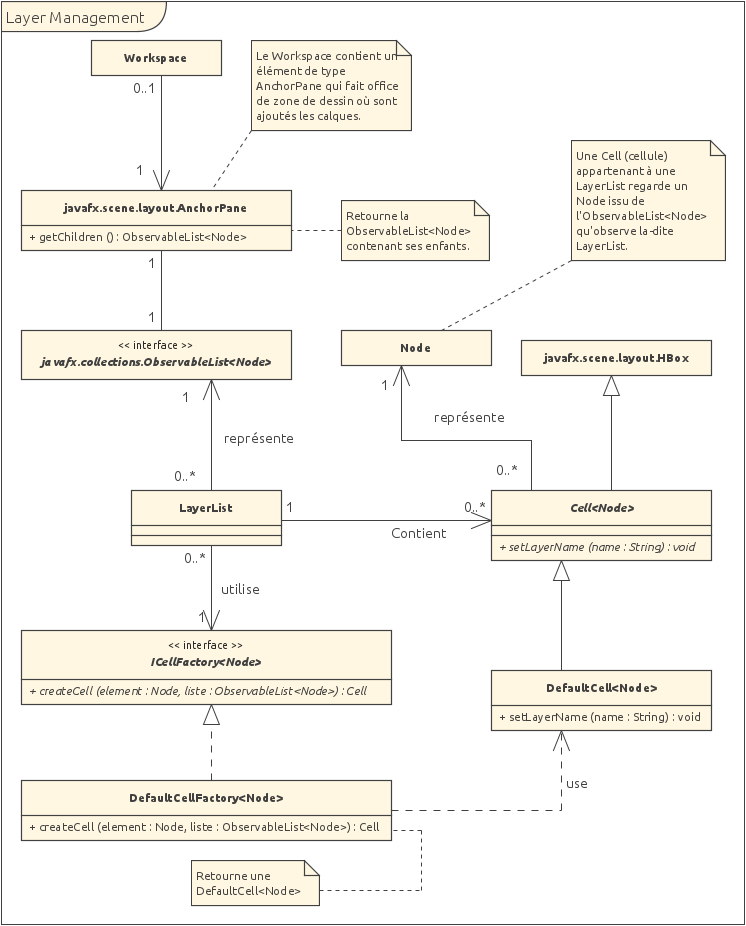 Layer Management
Workspace
0..1
1
Le Workspace contient un
élément de type
AnchorPane qui fait office
de zone de dessin où sont
ajoutés les calques.
Une Cell (cellule)
appartenant à une
LayerList regarde un
Node issu de
l'ObservableList<Node>
qu'observe la-dite
LayerList.
javafx.scene.layout.AnchorPane
+ getChildren () : ObservableList<Node>
Retourne la
ObservableList<Node>
contenant ses enfants.
1
1
<< interface >>
javafx.collections.ObservableList<Node>
Node
javafx.scene.layout.HBox
1
1
représente
représente
0..*
0..*
LayerList
1
0..*
Contient
Cell<Node>
+ setLayerName (name : String) : void
0..*
utilise
1
<< interface >>
ICellFactory<Node>
+ createCell (element : Node, liste : ObservableList<Node>) : Cell
DefaultCell<Node>
+ setLayerName (name : String) : void
use
DefaultCellFactory<Node>
+ createCell (element : Node, liste : ObservableList<Node>) : Cell
Retourne une
DefaultCell<Node>